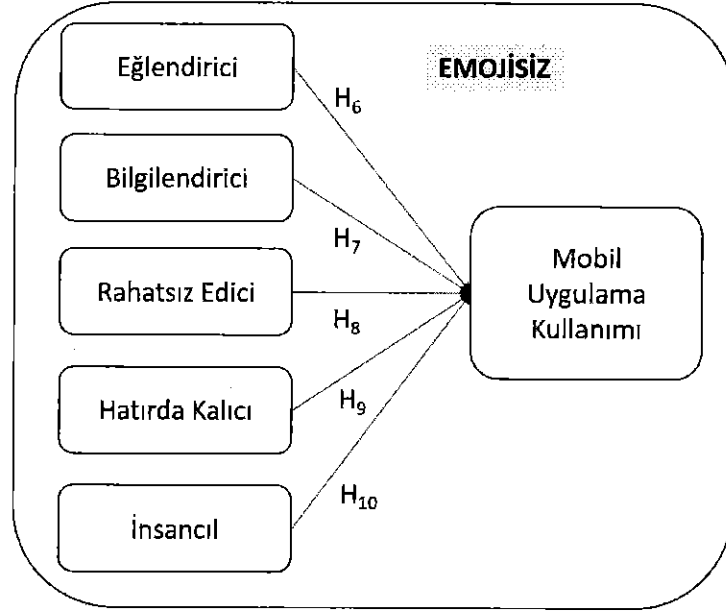 Eğlendirici
EMOJİSİZ
H6
Bilgilendirici
H7
Mobil
Uygulama
Kullanımı
Rahatsız Edici
H8
Hatırda Kalıcı
H9
İnsancıl
H10